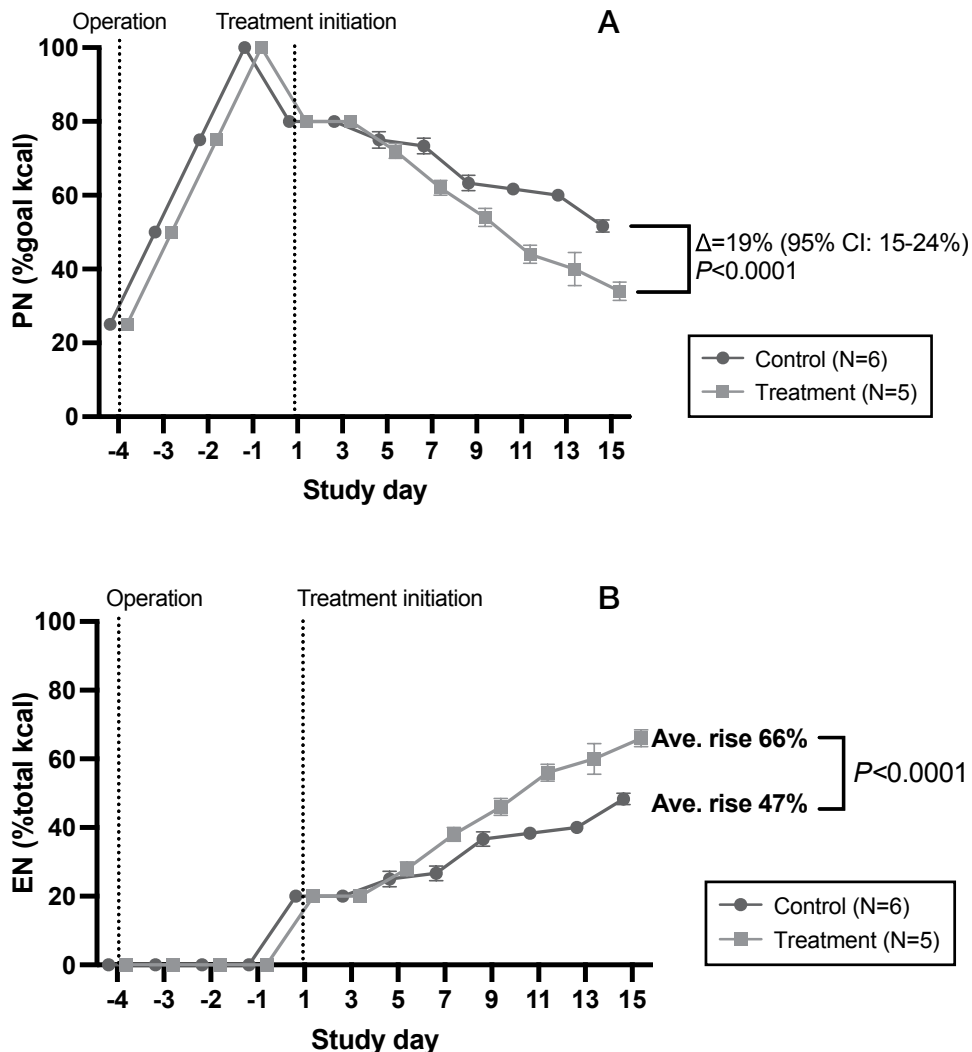 Operation Treatment initiation A
PN (%goal kcal)
100
80
60
40
20
0
-4 -3 -2 -1 1 3 5 7 9 11 13 15
Study day
Δ=19% (95% CI: 15-24%)
P<0.0001
Control (N=6)
Treatment (N=5)
Operation Treatment initiation B
EN (%total kcal)
100
80
60
40
20
0
-4 -3 -2 -1 1 3 5 7 9 11 13 15
Study day
Ave. rise 66%
P<0.0001
Ave. rise 47%
Control (N=6)
Treatment (N=5)